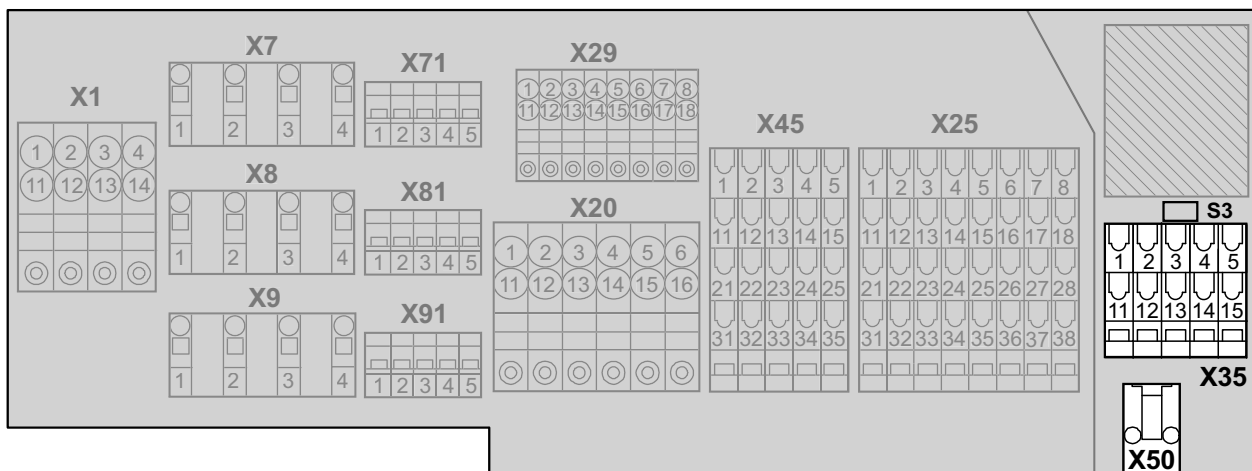 X1
1 2 3 4
11 12 13 14
X7
1 2 3 4
X8
1 2 3 4
X9
1 2 3 4
X71
1 2 3 4 5
X81
1 2 3 4 5
X91
1 2 3 4 5
X29
1 2 3 4 5 6 7 8
11 12 13 14 15 16 17 18
X20
1 2 3 4 5 6
11 12 13 14 15 16
X45
1 2 3 4 5
11 12 13 14 15
21 22 23 24 25
31 32 33 34 35
X25
1 2 3 4 5 6 7 8
11 12 13 14 15 16 17 18
21 22 23 24 25 26 27 28
31 32 33 34 35 36 37 38
S3
1 2 3 4 5
11 12 13 14 15
X35
X50